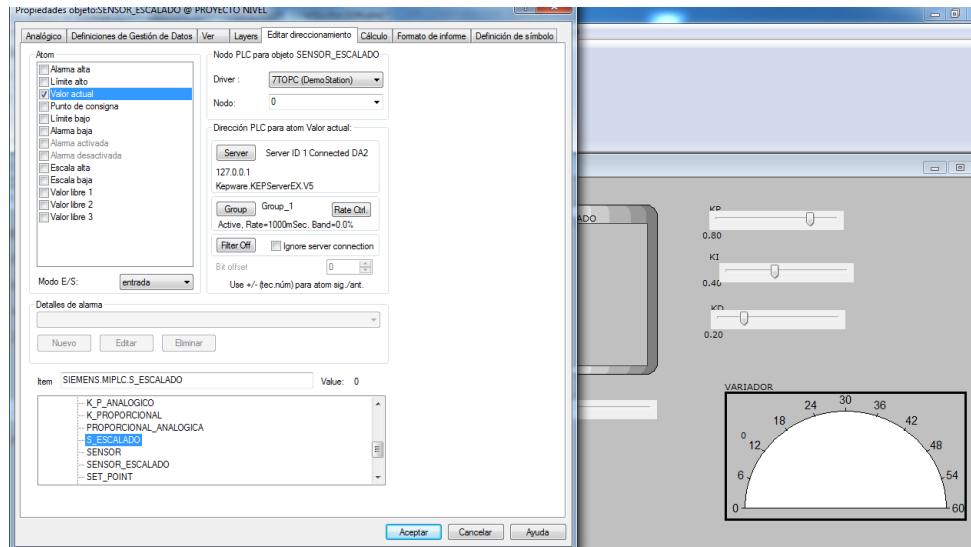 Propiedades objeto:SENSOR_ESCALADO @ PROYECTO NIVEL
Analógico Definiciones de Gestión de Datos Ver Layers Editar direccionamiento Cálculo Formato de informe Definición de símbolo
Atom
Alarma alta
Límite alto
Valor actual
Punto de consigna
Límite bajo
Alarma baja
Alarma activada
Alarma desactivada
Escala alta
Escala baja
Valor libre 1
Valor libre 2
Valor libre 3
Modo E/S: entrada
Nodo PLC para objeto SENSOR_ESCALADO
Driver : 7TOPC (DemoStation)
Nodo: 0
Dirección PLC para atom Valor actual:
Server Server ID 1 Connected DA2
127.0.0.1
Kepware.KEPServerEX.V5
Group Group_1 Rate Ctrl.
Active, Rate=1000mSec. Band=0.0%
Filter Off Ignore server connection
Bit offset 0
Use +/- (tec.núm) para atom sig./ant.
Detalles de alarma
Nuevo Editar Eliminar
Item SIEMENS.MIPLC.S_ESCALADO Value: 0
K_P_ANALOGICO
K_PROPORCIONAL
PROPORCIONAL_ANALOGICA
S_ESCALADO
SENSOR
SENSOR_ESCALADO
SET_POINT
Aceptar Cancelar Ayuda
ADO
KP
0.80
KI
0.40
KD
0.20
VARIADOR
0
0 6 12 18 24 30 36 42 48 54 60